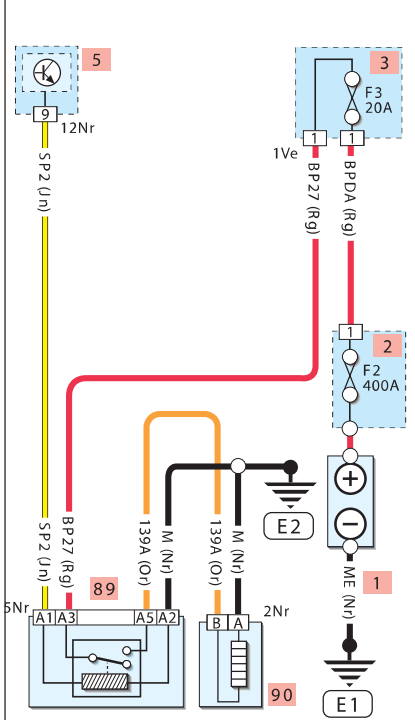 5
9
12Nr
3
F3
20A
1
1
1Ve
SP2 (Jn)
BP27 (Rg)
BPDA (Rg)
1
2
F2
400A
+
−
E2
SP2 (Jn)
BP27 (Rg)
139A (Or)
M (Nr)
139A (Or)
M (Nr)
ME (Nr)
1
89
5Nr
A1
A3
A5
A2
2Nr
B
A
90
E1